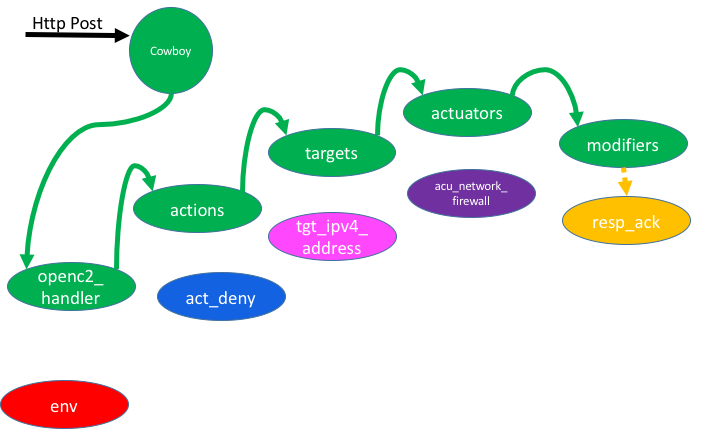 Http Post
Cowboy
actuators
modifiers
targets
acu_network_
firewall
actions
resp_ack
tgt_ipv4_
address
openc2_
handler
act_deny
env